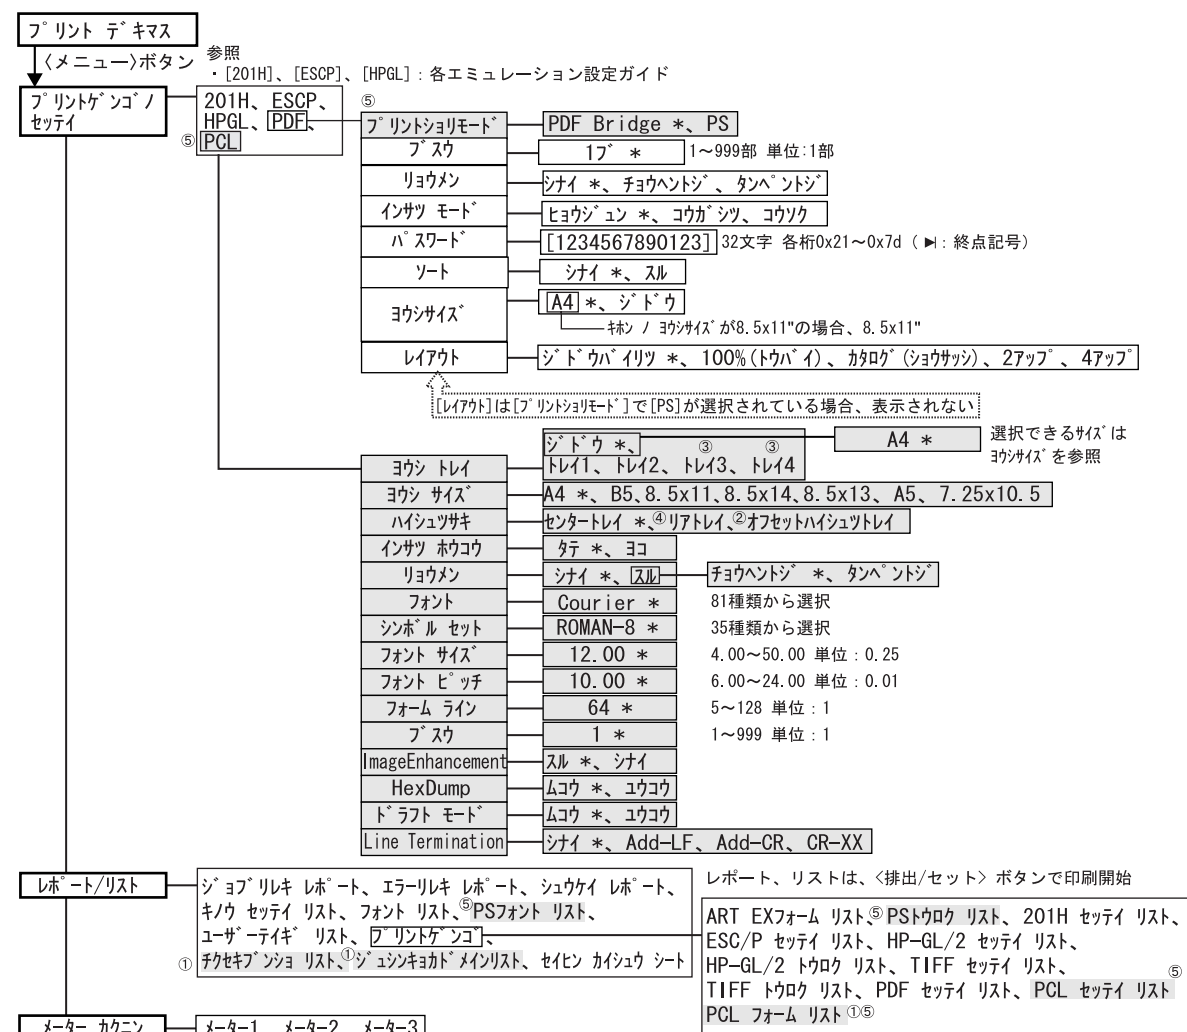 ﾌﾟﾘﾝﾄ ﾃﾞｷﾏｽ
〈メニュー〉ボタン
参照
・[201H]、[ESCP]、[HPGL]：各エミュレーション設定ガイド
ﾌﾟﾘﾝﾄｹﾞﾝｺﾞﾉ
ｾｯﾃｲ
201H、ESCP、
HPGL、PDF、
⑤PCL
⑤
ﾌﾟﾘﾝﾄｼｮﾘﾓｰﾄﾞ PDF Bridge *、PS
ﾌﾞｽｳ 1ﾌﾞ * 1～999部 単位:1部
ﾘｮｳﾒﾝ ｼﾅｲ *、ﾁｮｳﾍﾝﾄｼﾞ、ﾀﾝﾍﾟﾝﾄｼﾞ
ｲﾝｻﾂ ﾓｰﾄﾞ ﾋｮｳｼﾞｭﾝ *、ｺｳｶﾞｼﾂ、ｺｳｿｸ
ﾊﾟｽﾜｰﾄﾞ [1234567890123] 32文字 各桁0x21～0x7d (▶|：終点記号)
ｿｰﾄ ｼﾅｲ *、ｽﾙ
ﾖｳｼｻｲｽﾞ A4 *、ｼﾞﾄﾞｳ
ｷﾎﾝ ﾉ ﾖｳｼｻｲｽﾞが8.5x11"の場合、8.5x11"
ﾚｲｱｳﾄ ｼﾞﾄﾞｳﾊﾞｲﾘﾂ *、100%(ﾄｳﾊﾞｲ)、ｶﾀﾛｸﾞ(ｼｮｳｻｯｼ)、2ｱｯﾌﾟ、4ｱｯﾌﾟ
[ﾚｲｱｳﾄ]は[ﾌﾟﾘﾝﾄｼｮﾘﾓｰﾄﾞ]で[PS]が選択されている場合、表示されない
ﾖｳｼ ﾄﾚｲ ｼﾞﾄﾞｳ *、 A4 * 選択できるｻｲｽﾞは
ﾄﾚｲ1、ﾄﾚｲ2、③ﾄﾚｲ3、③ﾄﾚｲ4 ﾖｳｼｻｲｽﾞを参照
ﾖｳｼ ｻｲｽﾞ A4 *、B5、8.5x11、8.5x14、8.5x13、A5、7.25x10.5
ﾊｲｼｭﾂｻｷ ｾﾝﾀｰﾄﾚｲ *、④ﾘｱﾄﾚｲ、②ｵﾌｾｯﾄﾊｲｼｭﾂﾄﾚｲ
ｲﾝｻﾂ ﾎｳｺｳ ﾀﾃ *、ﾖｺ
ﾘｮｳﾒﾝ ｼﾅｲ *、ｽﾙ ﾁｮｳﾍﾝﾄｼﾞ *、ﾀﾝﾍﾟﾝﾄｼﾞ
ﾌｫﾝﾄ Courier * 81種類から選択
ｼﾝﾎﾞﾙ ｾｯﾄ ROMAN-8 * 35種類から選択
ﾌｫﾝﾄ ｻｲｽﾞ 12.00 * 4.00～50.00 単位：0.25
ﾌｫﾝﾄ ﾋﾟｯﾁ 10.00 * 6.00～24.00 単位：0.01
ﾌｫｰﾑ ﾗｲﾝ 64 * 5～128 単位：1
ﾌﾞｽｳ 1 * 1～999 単位：1
ImageEnhancement ｽﾙ *、ｼﾅｲ
HexDump ﾑｺｳ *、ﾕｳｺｳ
ﾄﾞﾗﾌﾄ ﾓｰﾄﾞ ﾑｺｳ *、ﾕｳｺｳ
Line Termination ｼﾅｲ *、Add-LF、Add-CR、CR-XX
ﾚﾎﾟｰﾄ/ﾘｽﾄ
ｼﾞｮﾌﾞﾘﾚｷ ﾚﾎﾟｰﾄ、ｴﾗｰﾘﾚｷ ﾚﾎﾟｰﾄ、ｼｭｳｹｲ ﾚﾎﾟｰﾄ、
ｷﾉｳ ｾｯﾃｲ ﾘｽﾄ、ﾌｫﾝﾄ ﾘｽﾄ、⑤PSﾌｫﾝﾄ ﾘｽﾄ、
ﾕｰｻﾞｰﾃｲｷﾞ ﾘｽﾄ、ﾌﾟﾘﾝﾄｹﾞﾝｺﾞ、
①ﾁｸｾｷﾌﾞﾝｼｮ ﾘｽﾄ、①ｼﾞｭｼﾝｷｮｶﾄﾞﾒｲﾝﾘｽﾄ、ｾｲﾋﾝ ｶｲｼｭｳ ｼｰﾄ
レポート、リストは、〈排出/セット〉ボタンで印刷開始
ART EXﾌｫｰﾑ ﾘｽﾄ、⑤PSﾄｳﾛｸ ﾘｽﾄ、201H ｾｯﾃｲ ﾘｽﾄ、
ESC/P ｾｯﾃｲ ﾘｽﾄ、HP-GL/2 ｾｯﾃｲ ﾘｽﾄ、
HP-GL/2 ﾄｳﾛｸ ﾘｽﾄ、TIFF ｾｯﾃｲ ﾘｽﾄ、
TIFF ﾄｳﾛｸ ﾘｽﾄ、PDF ｾｯﾃｲ ﾘｽﾄ、PCL ｾｯﾃｲ ﾘｽﾄ⑤
PCL ﾌｫｰﾑ ﾘｽﾄ①⑤
ﾒｰﾀｰ ｶｸﾆﾝ ﾒｰﾀｰ1、ﾒｰﾀｰ2、ﾒｰﾀｰ3